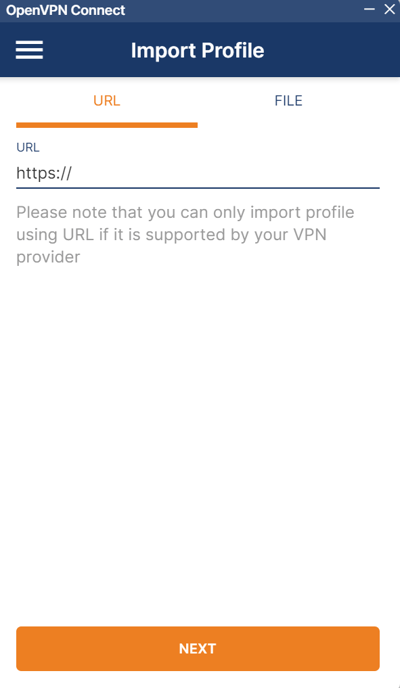 OpenVPN Connect
Import Profile
URL
FILE
URL
https://
Please note that you can only import profile
using URL if it is supported by your VPN
provider
NEXT